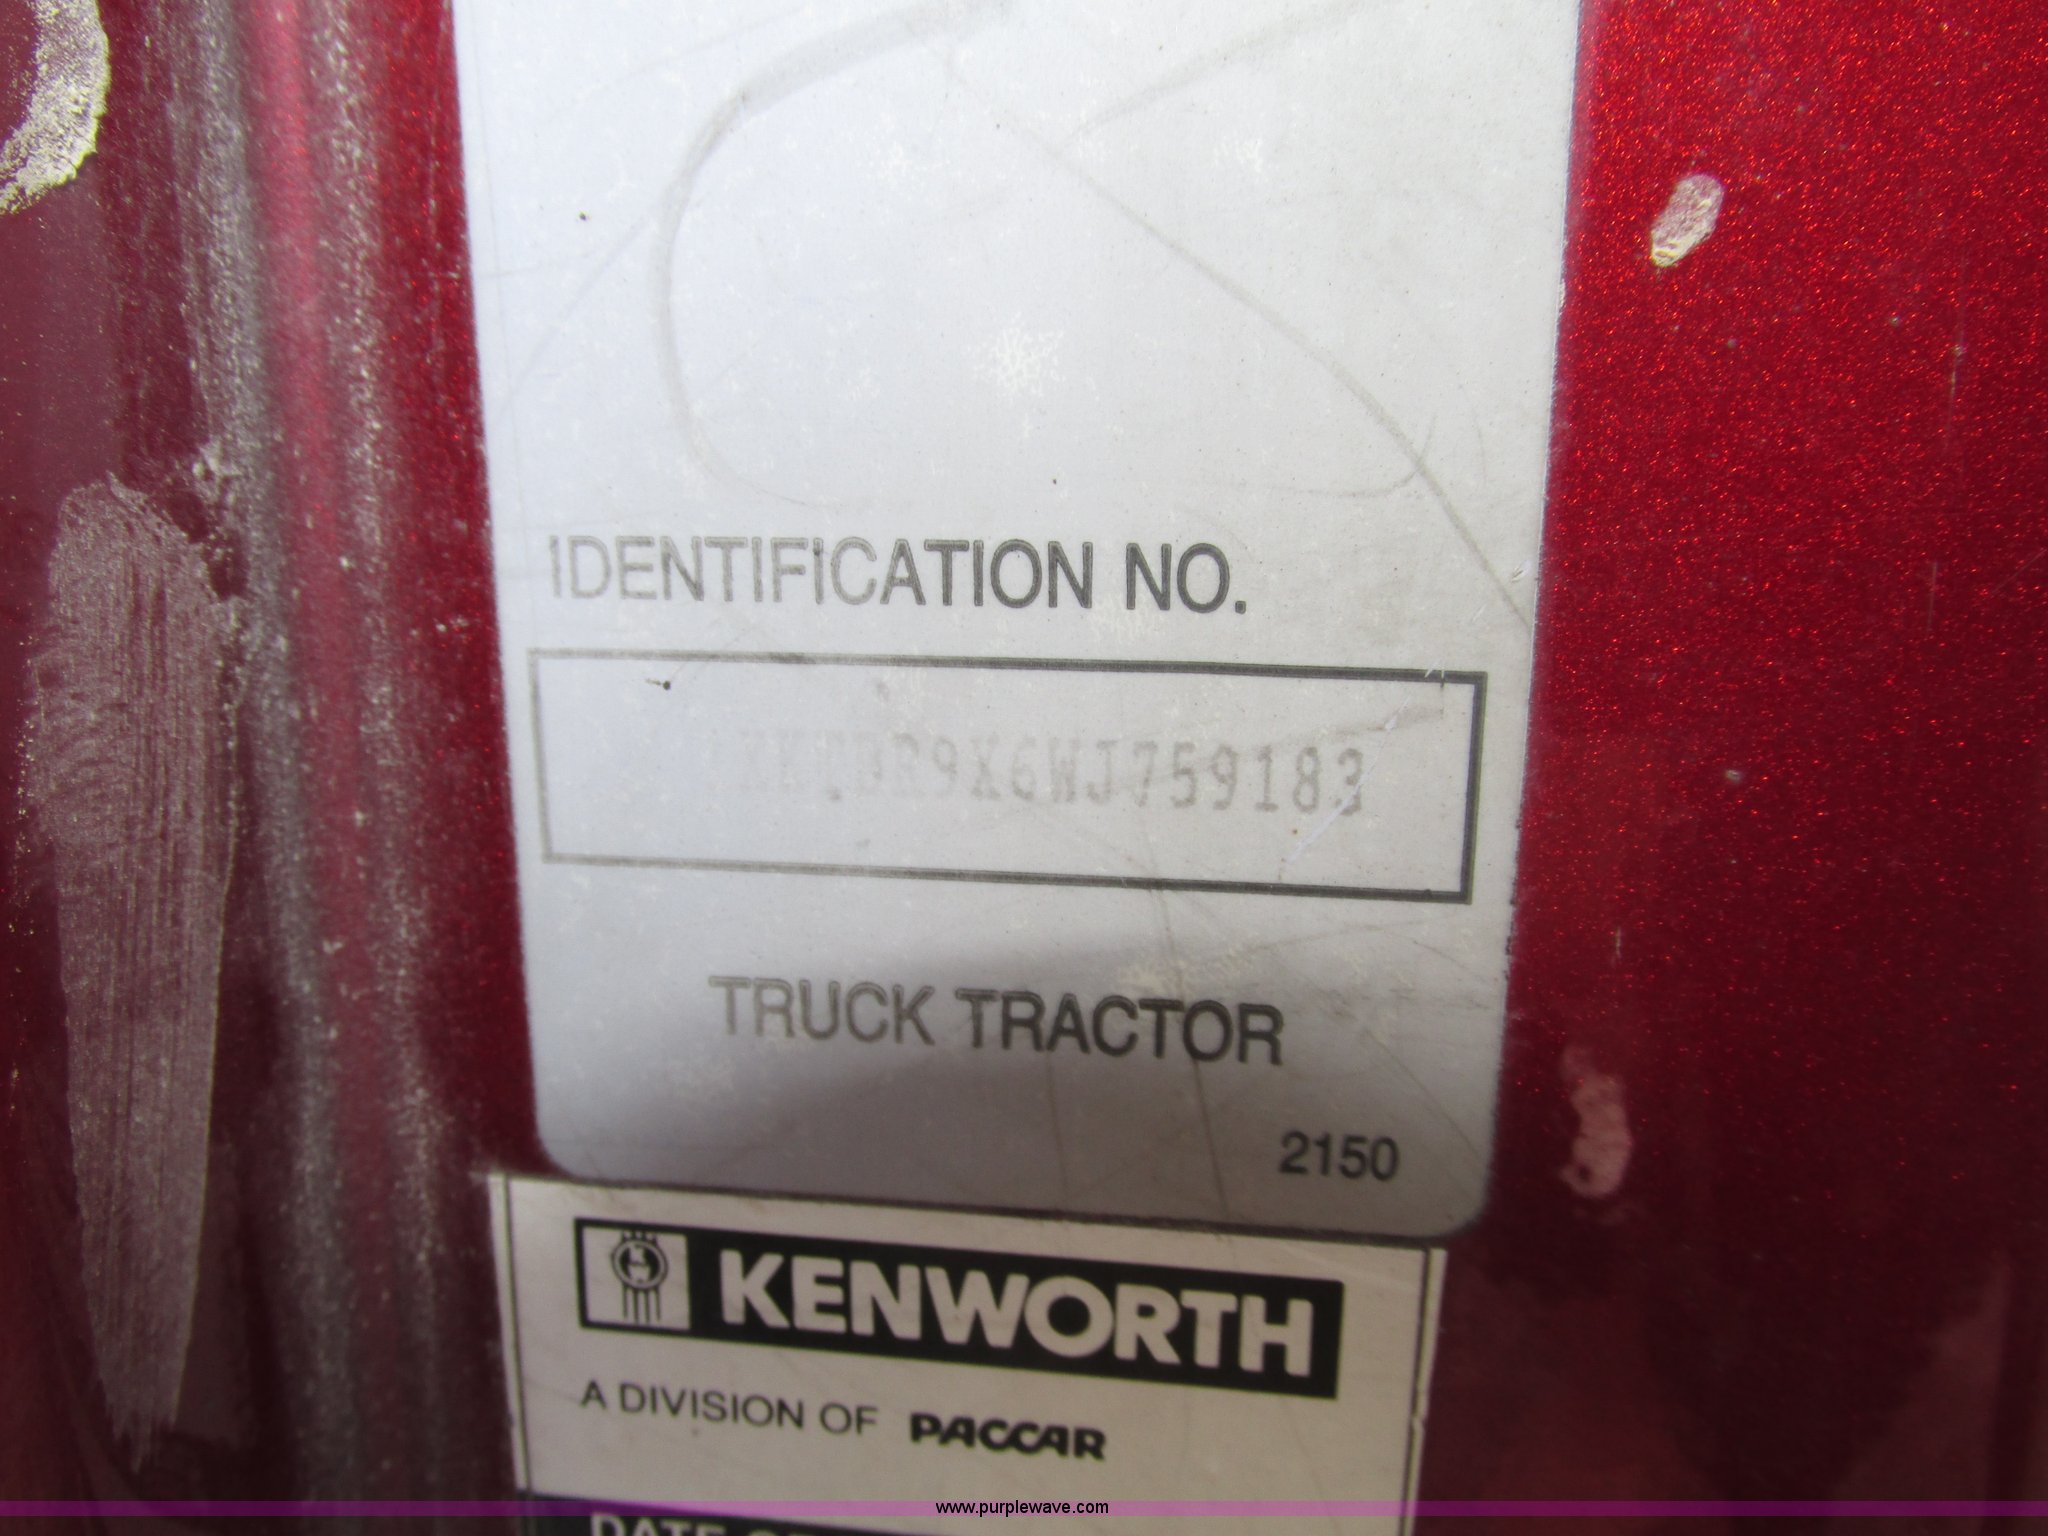 IDENTIFICATION NO.
TRUCK TRACTOR
2150
KENWORTH
A DIVISION OF PACCAR
www.purplewave.com